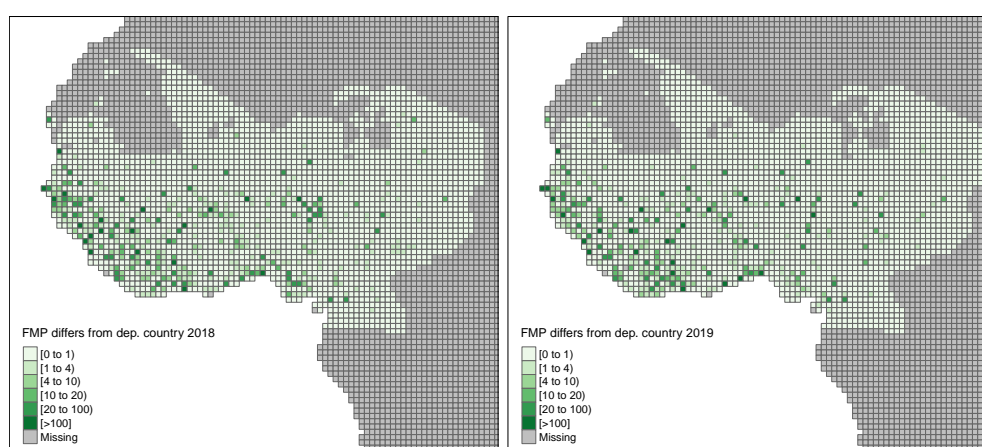 FMP differs from dep. country 2018
[0 to 1)
[1 to 4)
[4 to 10)
[10 to 20)
[20 to 100)
[>100]
Missing
FMP differs from dep. country 2019
[0 to 1)
[1 to 4)
[4 to 10)
[10 to 20)
[20 to 100)
[>100]
Missing